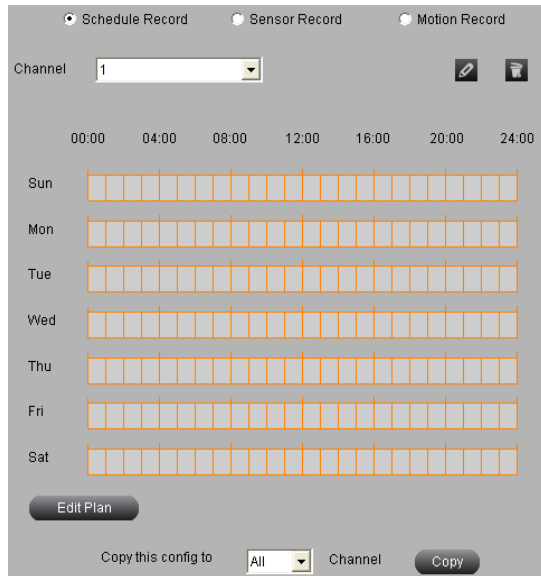 Schedule Record Sensor Record Motion Record
Channel 1
00:00 04:00 08:00 12:00 16:00 20:00 24:00
Sun
Mon
Tue
Wed
Thu
Fri
Sat
Edit Plan
Copy this config to All Channel Copy